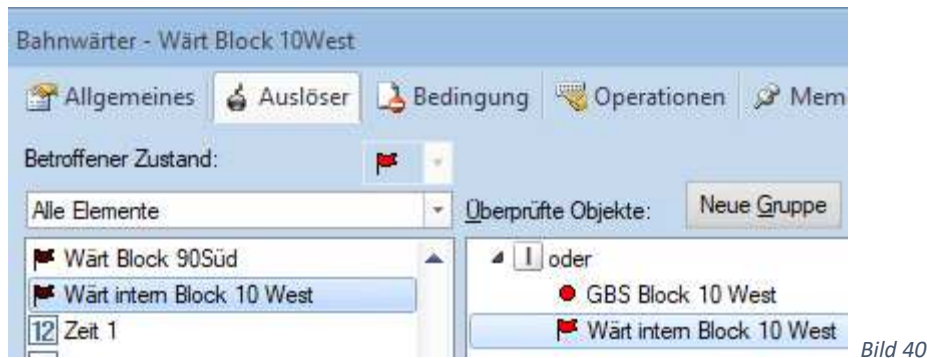 Bahnwärter - Wärt Block 10West
Allgemeines Auslöser Bedingung Operationen Mem
Betroffener Zustand:
Alle Elemente
Überprüfte Objekte: Neue Gruppe
Wärt Block 90Süd
Wärt intern Block 10 West
12 Zeit 1
oder
GBS Block 10 West
Wärt intern Block 10 West
Bild 40